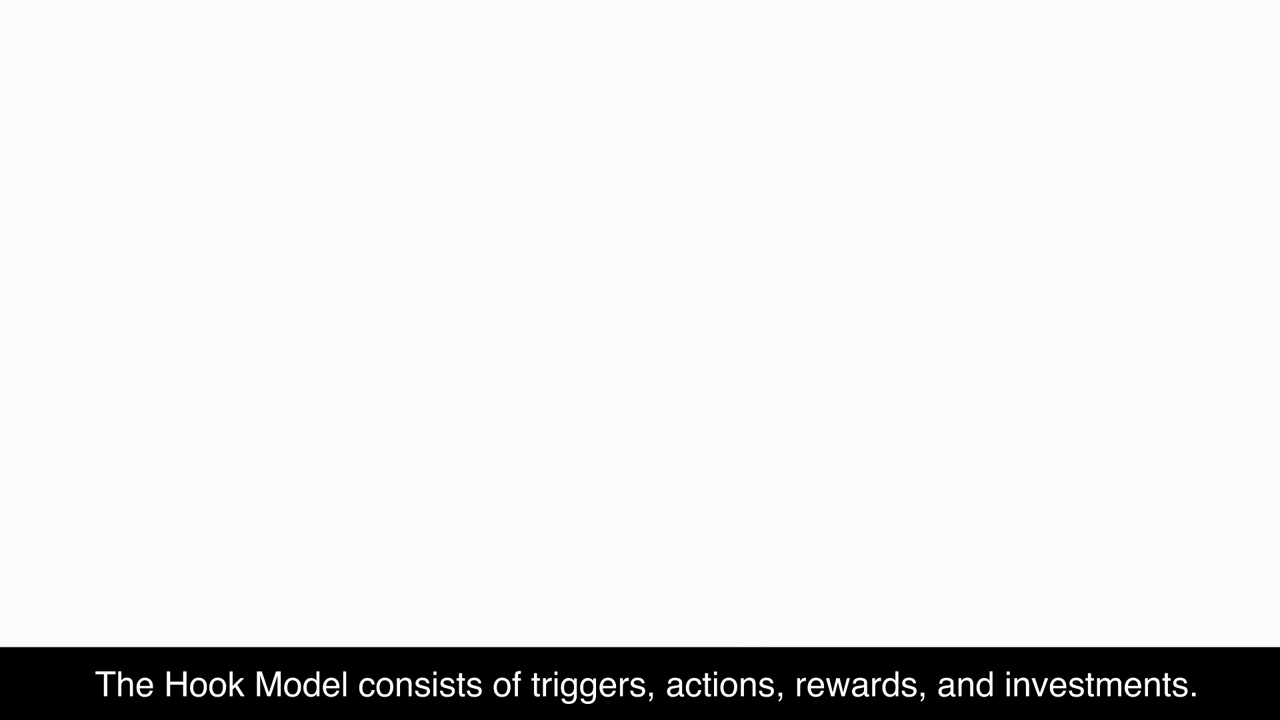 The Hook Model consists of triggers, actions, rewards, and investments.